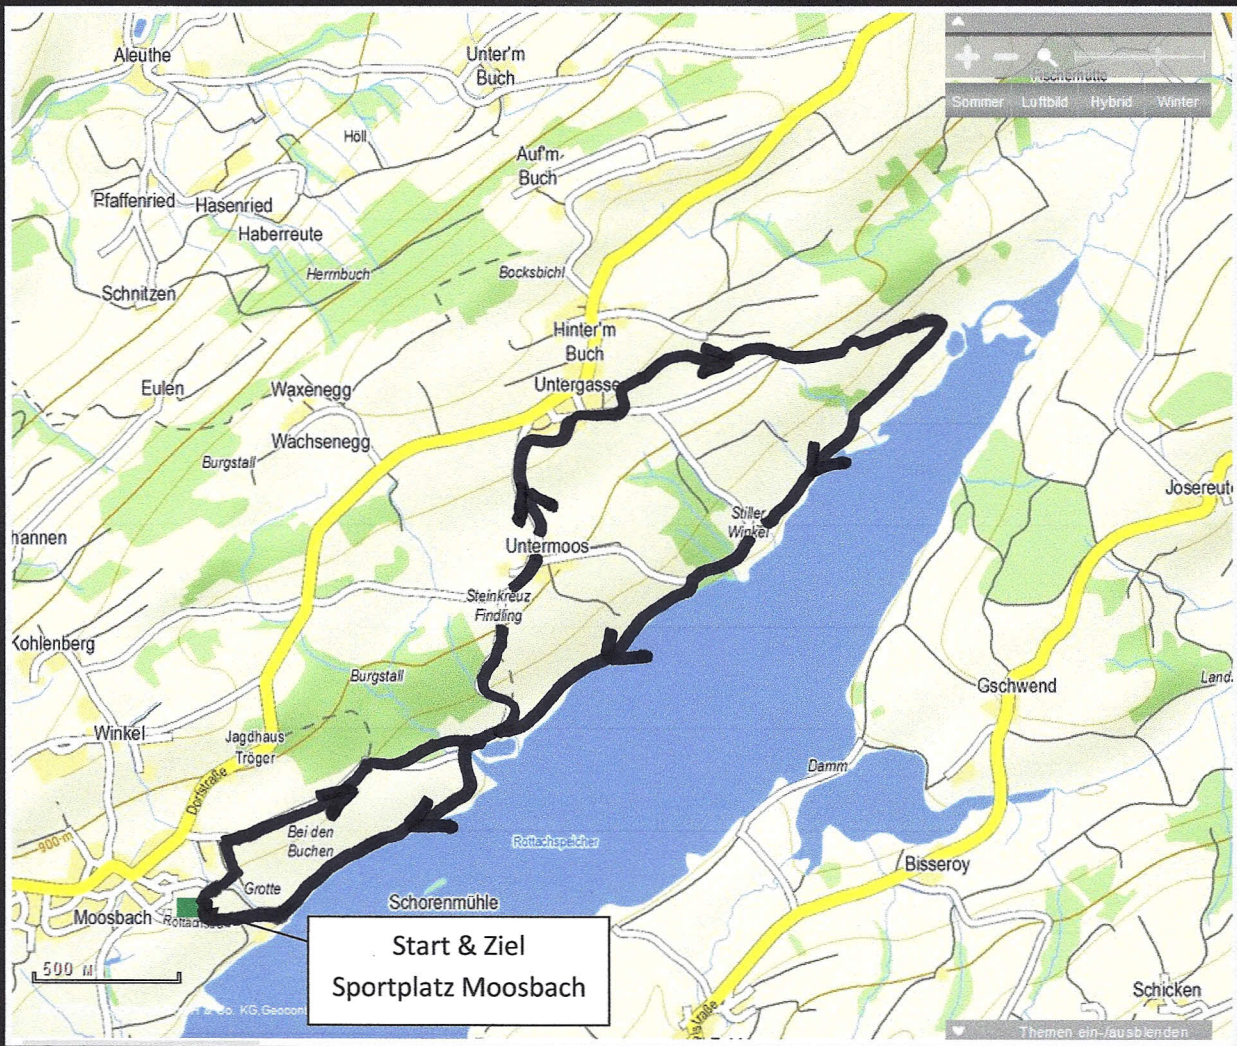 Aleuthe
Unter'm
Buch
Sommer Luftbild Hybrid Winter
Höll
Auf'm
Buch
Pfaffenried
Hasenried
Haberreute
Herrnbuch
Bocksbichl
Schnitzen
Hinter'm
Buch
Untergasse
Eulen
Waxenegg
Wachsenegg
Burgstall
Josereute
Stiller
Winkel
hannen
Untermoos
Steinkreuz
Findling
Kohlenberg
Burgstall
Gschwend
Land.
Winkel
Jagdhaus
Tröger
Damm
Dorfstraße
Bei den
Buchen
900 m
Rottachspeicher
Bisseroy
Grotte
Schorenmühle
Moosbach
Start & Ziel
Sportplatz Moosbach
500 M
Schicken
Themen ein-/ausblenden